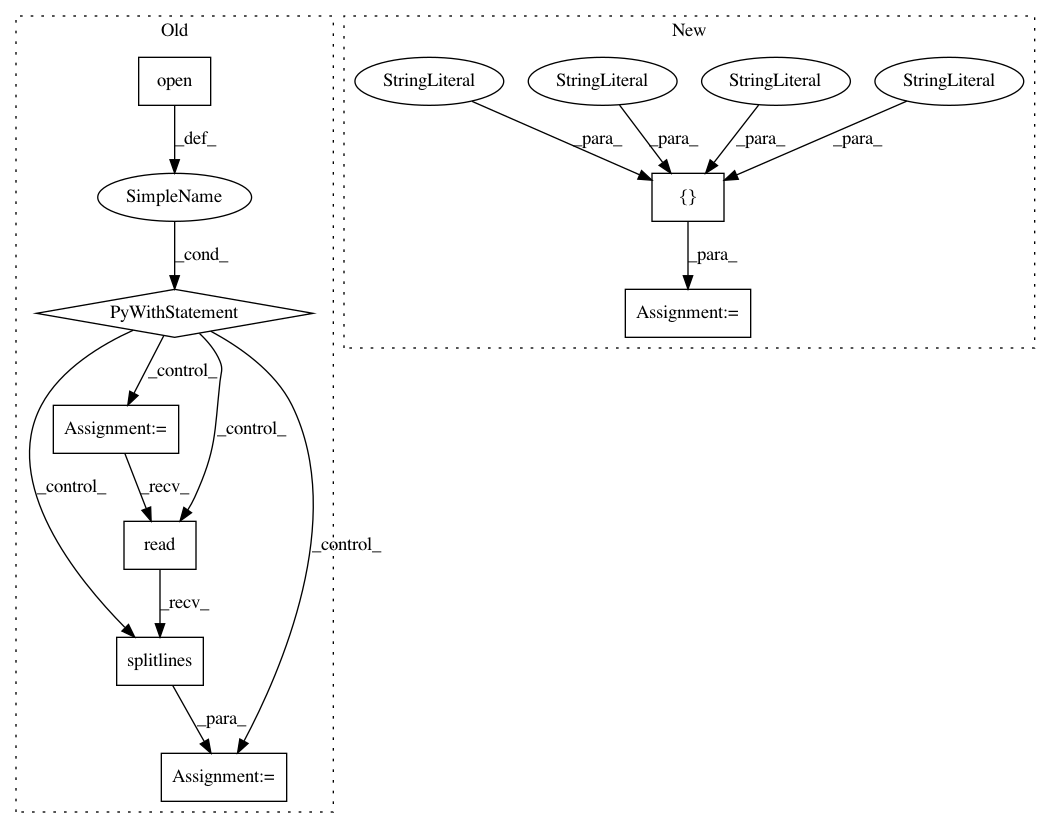 Old
New
open
StringLiteral
StringLiteral
StringLiteral
StringLiteral
_def_
_para_
_para_
_para_
_para_
SimpleName
{}
_cond_
_para_
PyWithStatement
Assignment:=
_control_
Assignment:=
_control_
_control_
_recv_
_control_
read
_recv_
splitlines
_para_
Assignment:=